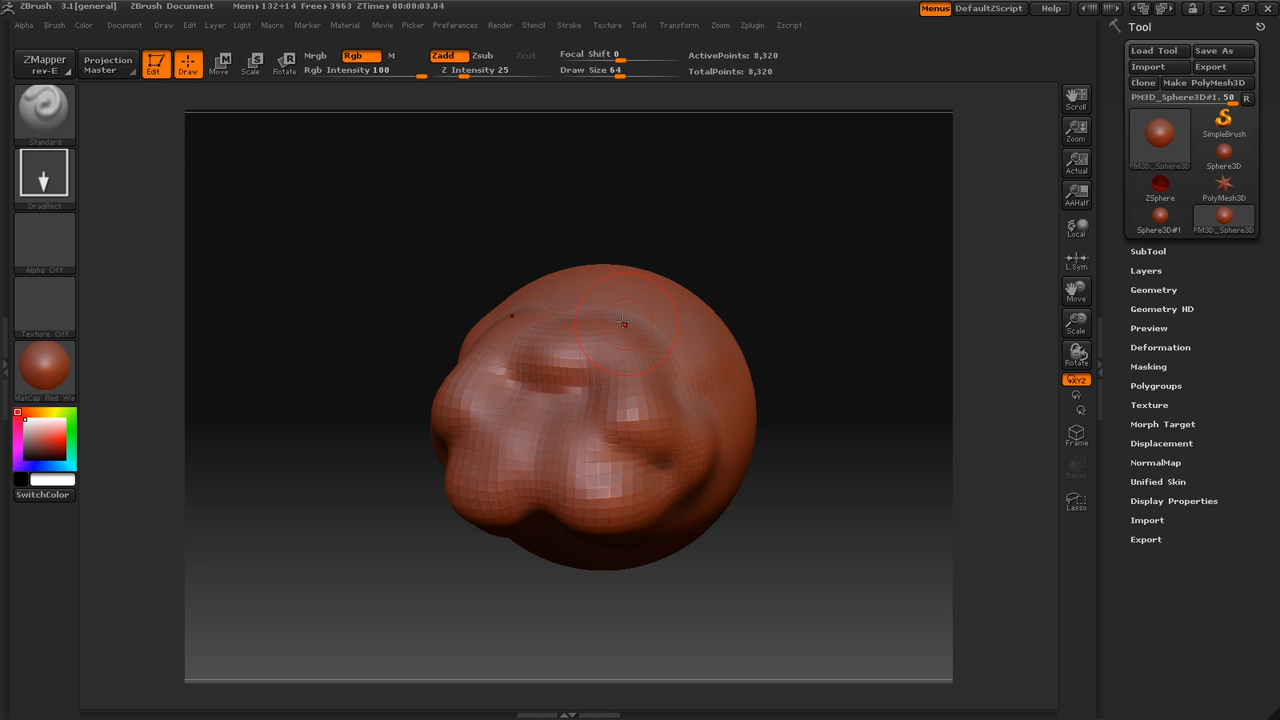 ZBrush 3.1[general] ZBrush Document Mem▸132+14 Free▸3963 ZTime▸00:00:03.04 Menus DefaultZScript Help
Alpha Brush Color Document Draw Edit Layer Light Macro Marker Material Movie Picker Preferences Render Stencil Stroke Texture Tool Transform Zoom Zplugin Zscript
ZMapper
rev-E
Projection
Master
Edit
Draw
Move
Scale
Rotate
Mrgb Rgb M
Rgb Intensity 100
Zadd Zsub Zcut
Z Intensity 25
Focal Shift 0
Draw Size 64
ActivePoints: 8,320
TotalPoints: 8,320
Standard
DragRect
Alpha Off
Texture Off
MatCap Red Wa
SwitchColor
Scroll
Zoom
Actual
AAHalf
Local
L.Sym
Move
Scale
Rotate
XYZ
Frame
Transp
Lasso
Tool
Load Tool Save As
Import Export
Clone Make PolyMesh3D
PM3D_Sphere3D#1. 50 R
PM3D_Sphere3D
SimpleBrush
Sphere3D
ZSphere PolyMesh3D
Sphere3D#1 PM3D_Sphere3D
SubTool
Layers
Geometry
Geometry HD
Preview
Deformation
Masking
Polygroups
Texture
Morph Target
Displacement
NormalMap
Unified Skin
Display Properties
Import
Export